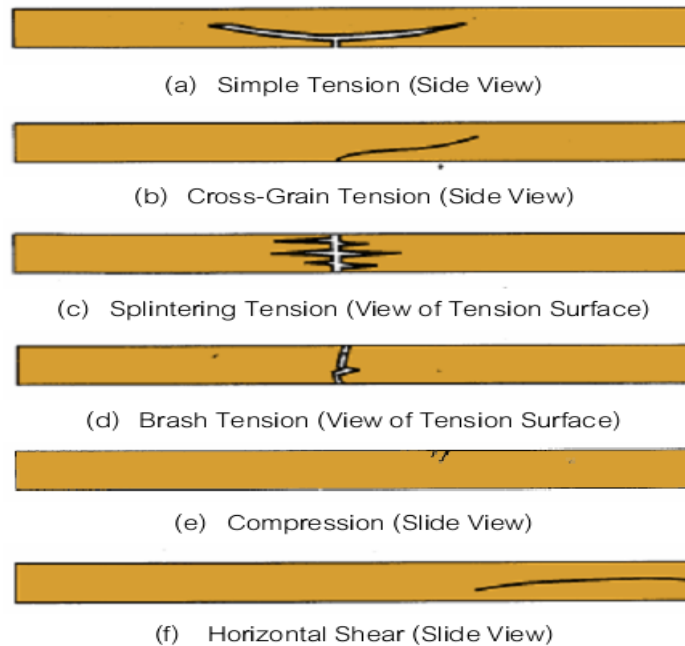 (a) Simple Tension (Side View)
(b) Cross-Grain Tension (Side View)
(c) Splintering Tension (View of Tension Surface)
(d) Brash Tension (View of Tension Surface)
(e) Compression (Slide View)
(f) Horizontal Shear (Slide View)